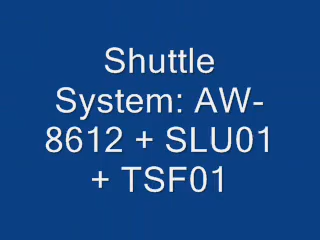 Shuttle
System: AW-
8612 + SLU01
+ TSF01